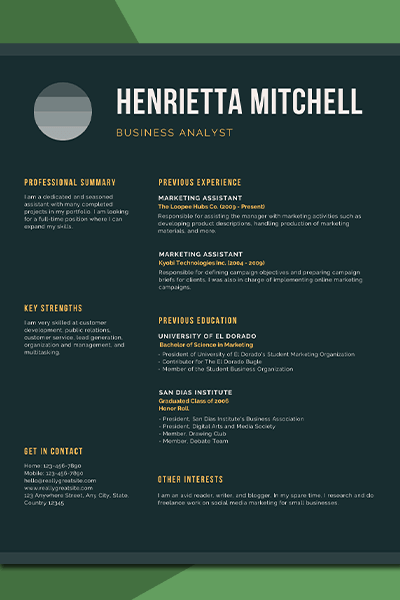 HENRIETTA MITCHELL
BUSINESS ANALYST
PROFESSIONAL SUMMARY
I am a dedicated and seasoned
assistant with many completed
projects in my portfolio. I am looking
for a full-time position where I can
expand my skills.
KEY STRENGTHS
I am very skilled at customer
development, public relations,
customer service, lead generation,
organization and management, and
multitasking.
GET IN CONTACT
Home: 123-456-7890
Mobile: 123-456-7890
hello@reallygreatsite.com
www.reallygreatsite.com
123 Anywhere Street, Any City, State,
Country 12345
PREVIOUS EXPERIENCE
MARKETING ASSISTANT
The Loopee Hubs Co. (2009 - Present)
Responsible for assisting the manager with marketing activities such as
developing product descriptions, handling production of marketing
materials, and more.
MARKETING ASSISTANT
Kyobi Technologies Inc. (2004 - 2009)
Responsible for defining campaign objectives and preparing campaign
briefs for clients. I was also in charge of implementing online marketing
campaigns.
PREVIOUS EDUCATION
UNIVERSITY OF EL DORADO
Bachelor of Science in Marketing
- President of University of El Dorado's Student Marketing Organization
- Contributor for The El Dorado Bugle
- Member of the Student Business Organization
SAN DIAS INSTITUTE
Graduated Class of 2006
Honor Roll
- President, San Dias Institute's Business Association
- President, Digital Arts and Media Society
- Member, Drawing Club
- Member, Debate Team
OTHER INTERESTS
I am an avid reader, writer, and blogger. In my spare time, I research and do
freelance work on social media marketing for small businesses.